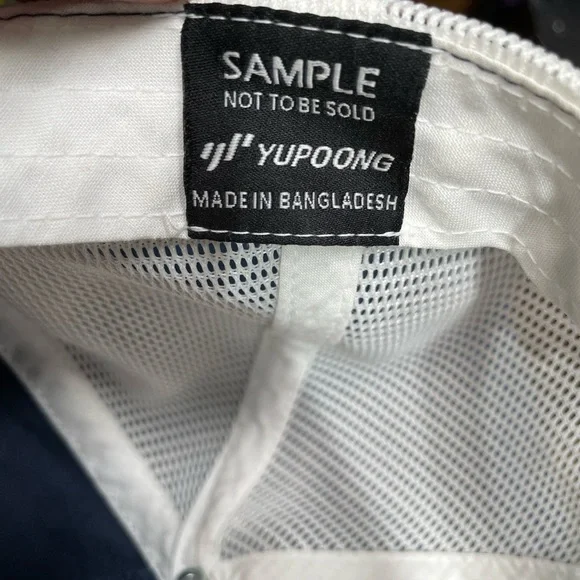 SAMPLE
NOT TO BE SOLD
YUPOONG
MADE IN BANGLADESH